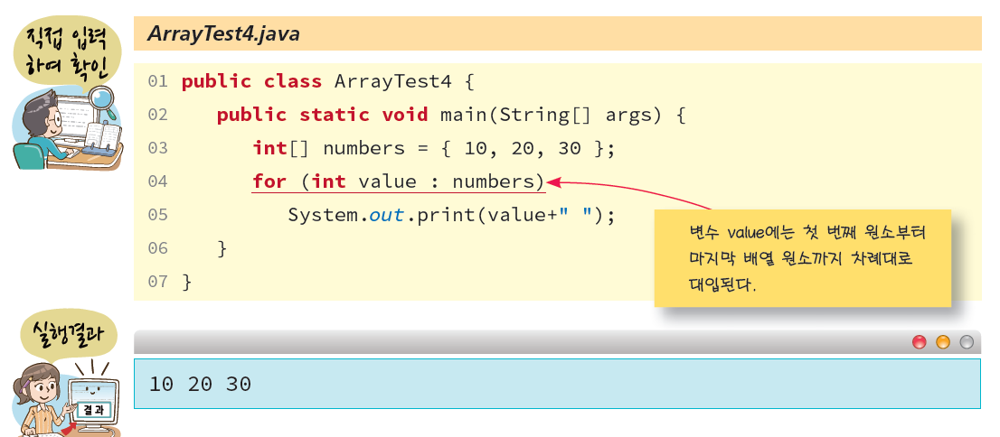 직접 입력
하여 확인
ArrayTest4.java
01 public class ArrayTest4 {
02 public static void main(String[] args) {
03 int[] numbers = { 10, 20, 30 };
04 for (int value : numbers)
05 System.out.print(value+" ");
06 }
07 }
변수 value에는 첫 번째 원소부터
마지막 배열 원소까지 차례대로
대입된다.
실행결과
결과
10 20 30